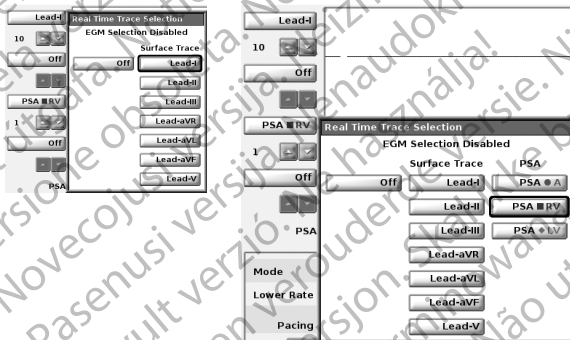 Lead-I
Real Time Trace Selection
EGM Selection Disabled
10
Surface Trace
Off
Off
Lead-I
Lead-II
PSA ■ RV
Lead-III
1
Lead-aVR
Off
Lead-aVL
Lead-aVF
PSA
Lead-V
Lead-I
10
Off
PSA ■ RV
Real Time Trace Selection
1
EGM Selection Disabled
Surface Trace
PSA
Off
Off
Lead-I
PSA ● A
Lead-II
PSA ■ RV
PSA
Lead-III
PSA ◆ LV
Lead-aVR
Mode
Lead-aVL
Lower Rate
Lead-aVF
Pacing
Lead-V